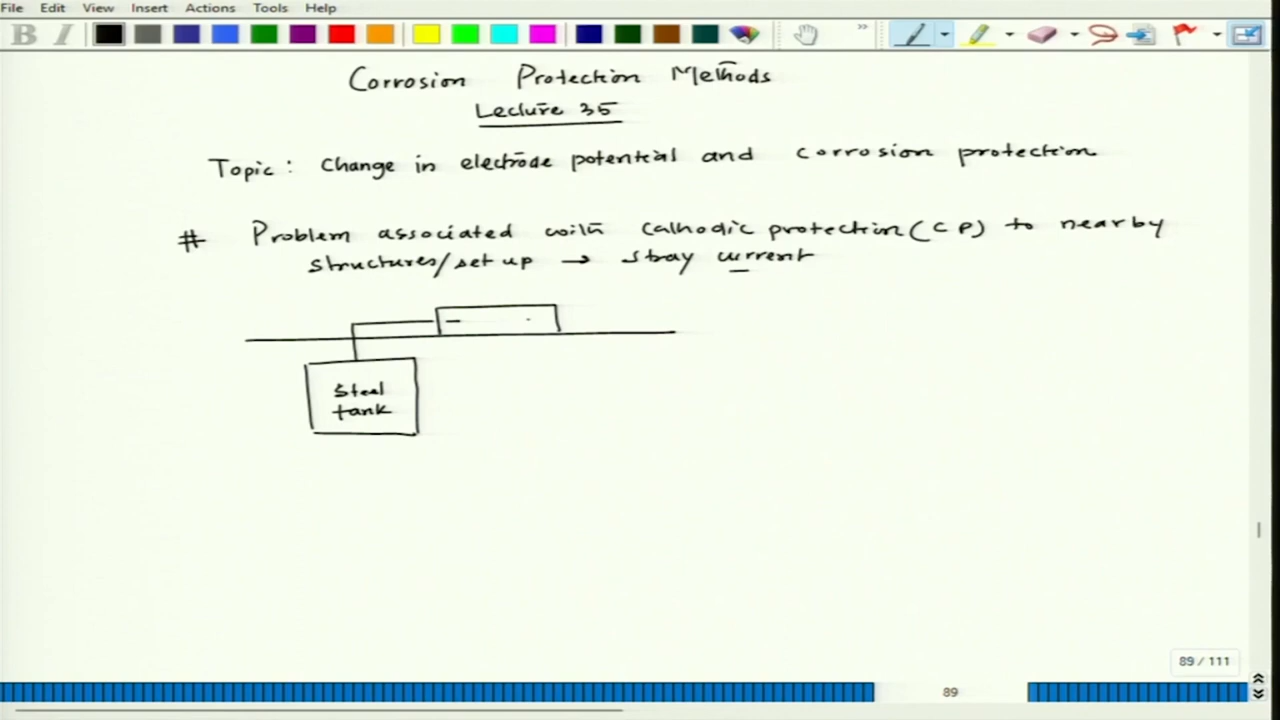 File Edit View Insert Actions Tools Help
B I
Corrosion Protection Methods
Lecture 35
Topic: Change in electrode potential and corrosion protection
# Problem associated with Cathodic protection (CP) to nearby
structures/set up → stray current
-
Steel
tank
89 / 111
89